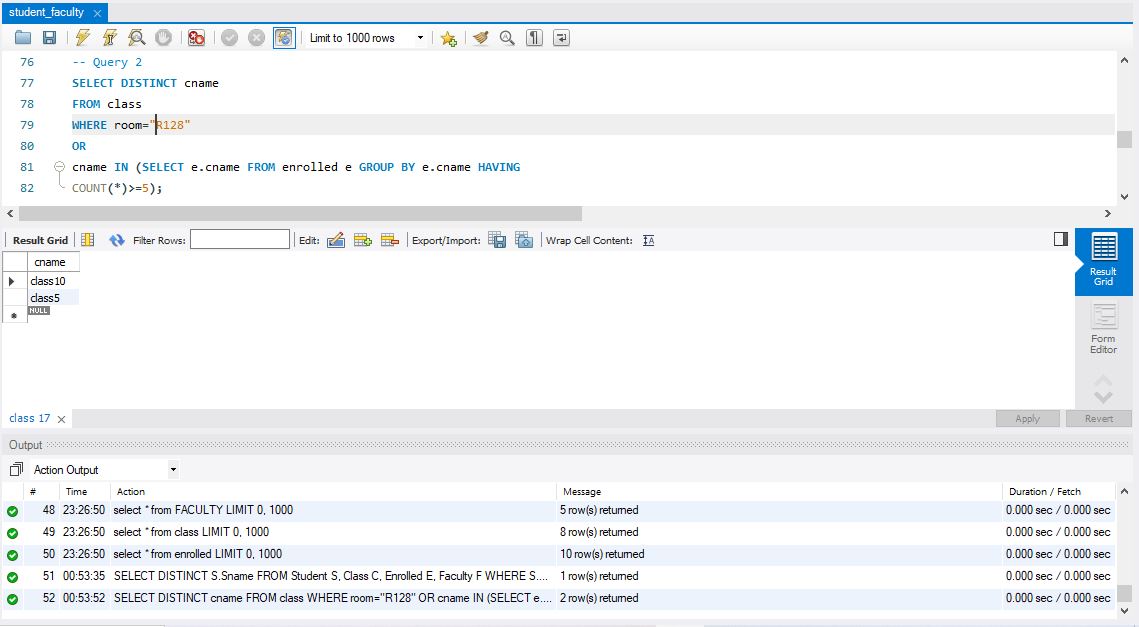 student_faculty
Limit to 1000 rows
76 -- Query 2
77 SELECT DISTINCT cname
78 FROM class
79 WHERE room="R128"
80 OR
81 cname IN (SELECT e.cname FROM enrolled e GROUP BY e.cname HAVING
82 COUNT(*)>=5);
Result Grid Filter Rows: Edit: Export/Import: Wrap Cell Content:
cname
class10
class5
NULL
Result
Grid
Form
Editor
class 17
Apply Revert
Output
Action Output
# Time Action Message Duration / Fetch
48 23:26:50 select * from FACULTY LIMIT 0, 1000 5 row(s) returned 0.000 sec / 0.000 sec
49 23:26:50 select * from class LIMIT 0, 1000 8 row(s) returned 0.000 sec / 0.000 sec
50 23:26:50 select * from enrolled LIMIT 0, 1000 10 row(s) returned 0.000 sec / 0.000 sec
51 00:53:35 SELECT DISTINCT S.Sname FROM Student S, Class C, Enrolled E, Faculty F WHERE S.... 1 row(s) returned 0.000 sec / 0.000 sec
52 00:53:52 SELECT DISTINCT cname FROM class WHERE room="R128" OR cname IN (SELECT e.... 2 row(s) returned 0.000 sec / 0.000 sec